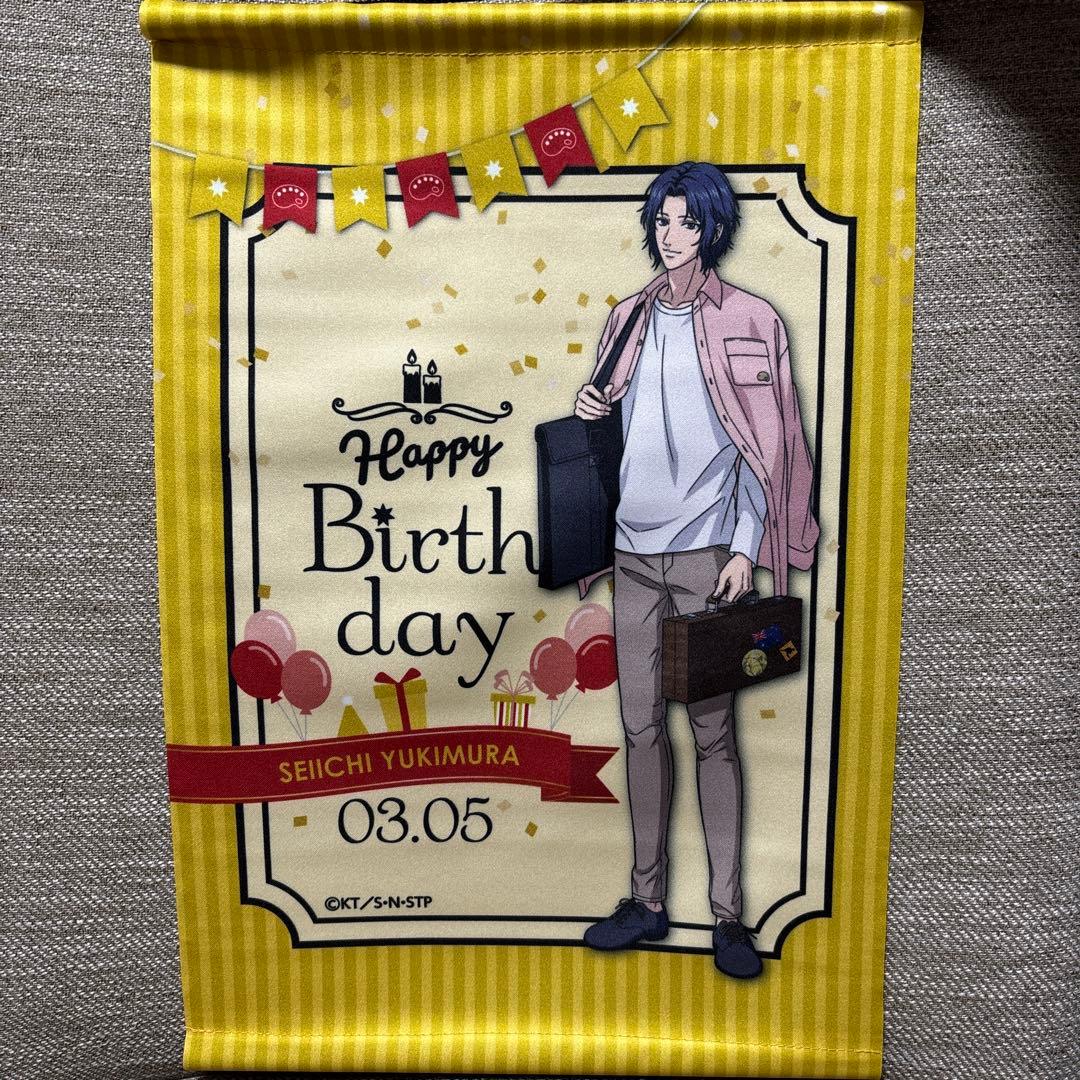 Happy
Birth
day
SEIICHI YUKIMURA
03.05
©KT/S・N・STP